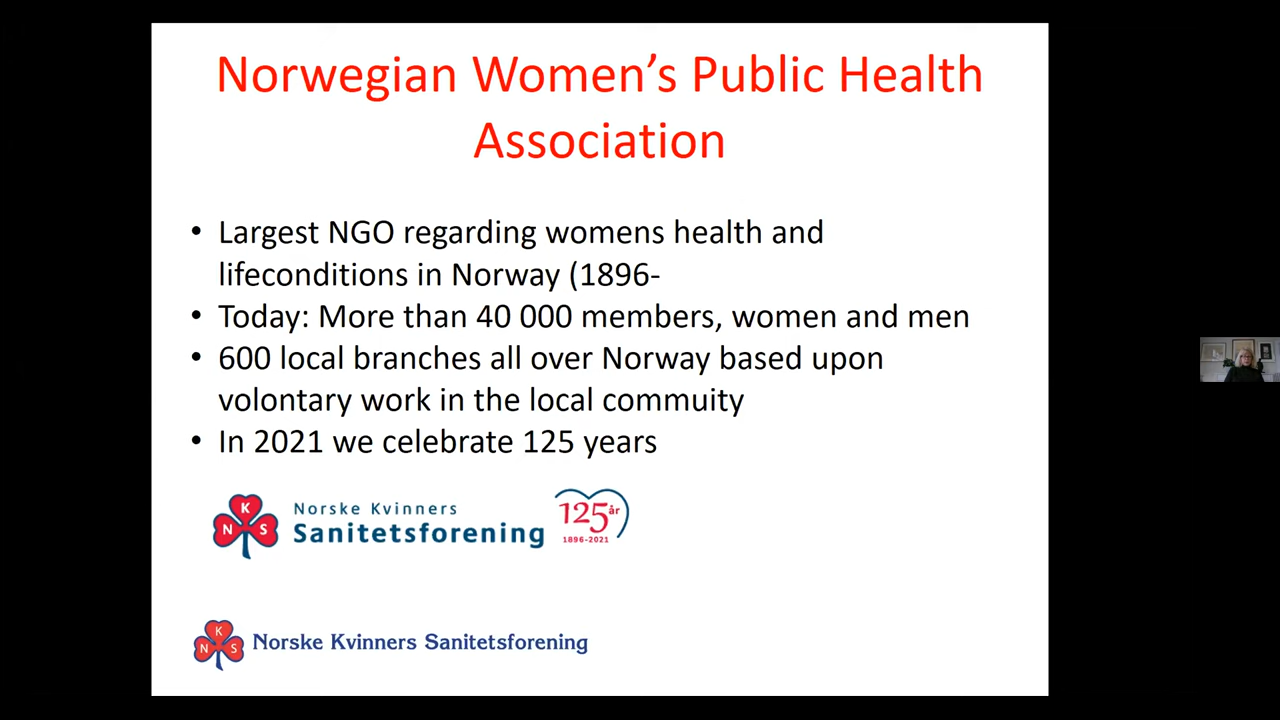 Norwegian Women’s Public Health
Association
• Largest NGO regarding womens health and
lifeconditions in Norway (1896-
• Today: More than 40 000 members, women and men
• 600 local branches all over Norway based upon
volontary work in the local commuity
• In 2021 we celebrate 125 years
N K S
Norske Kvinners
Sanitetsforening
125 år
1896-2021
N K S
Norske Kvinners Sanitetsforening